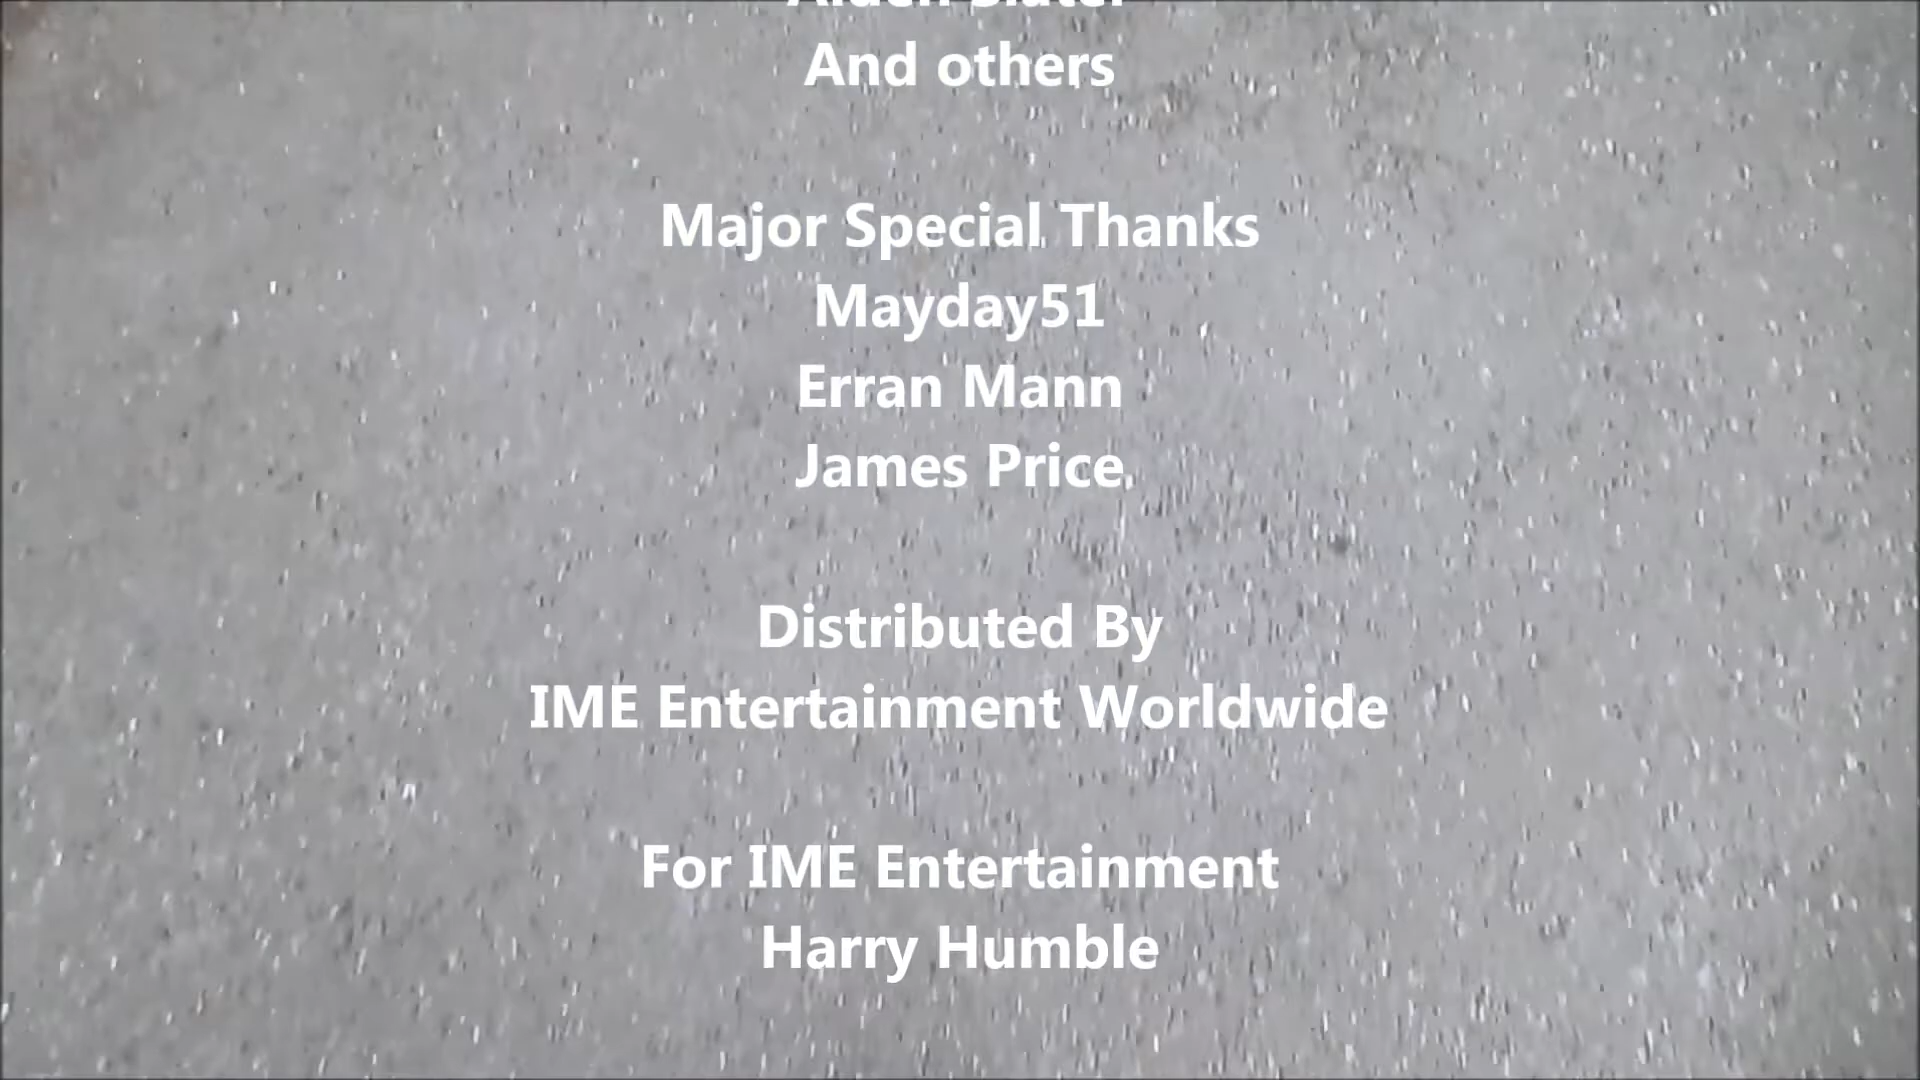 And others
Major Special Thanks
Mayday51
Erran Mann
James Price
Distributed By
IME Entertainment Worldwide
For IME Entertainment
Harry Humble